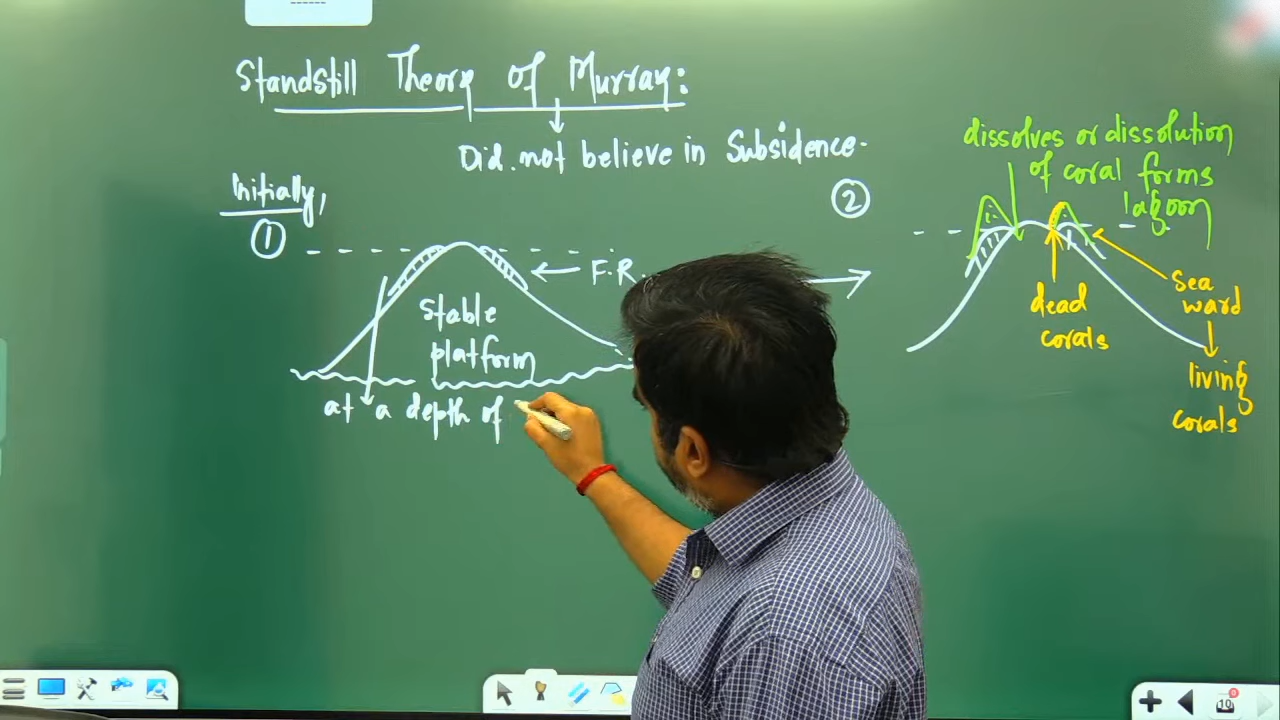 Standstill Theory of Murray:
Did not believe in Subsidence.
Initially,
①
②
F.R.
stable
platform
at a depth of
dissolves or dissolution
of coral forms
lagoon
dead
corals
sea
ward
living
corals
10